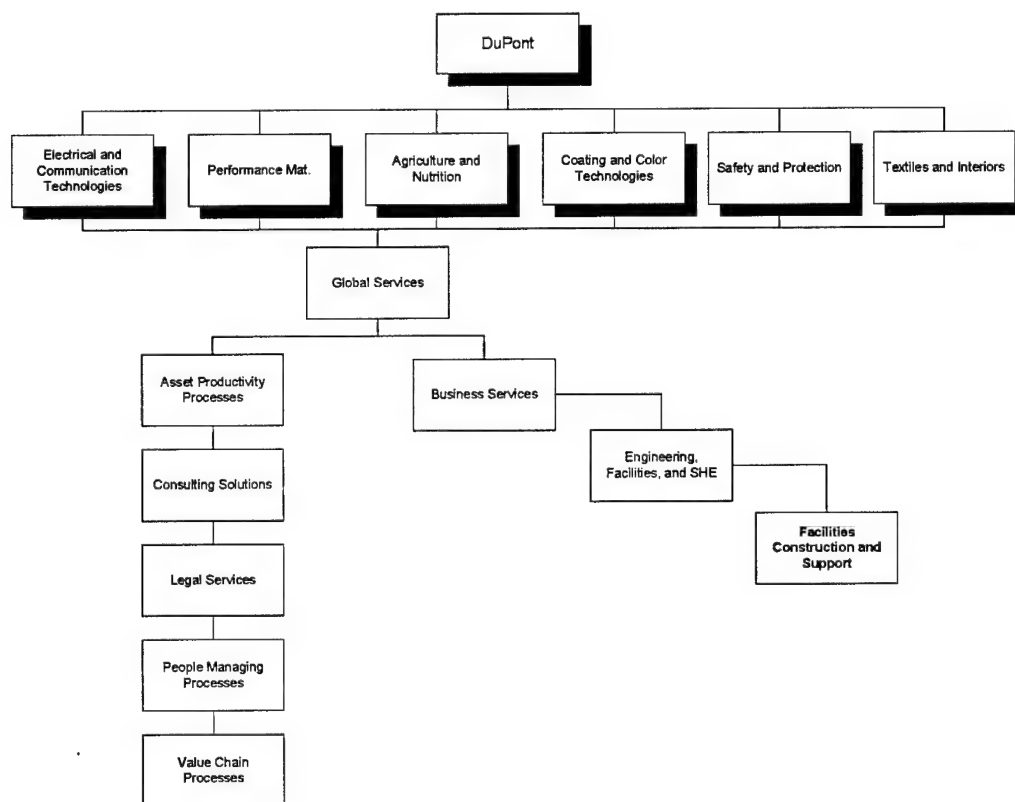 DuPont
Electrical and
Communication
Technologies
Performance Mat.
Agriculture and
Nutrition
Coating and Color
Technologies
Safety and Protection
Textiles and Interiors
Global Services
Asset Productivity
Processes
Business Services
Consulting Solutions
Engineering,
Facilities, and SHE
Legal Services
Facilities
Construction and
Support
People Managing
Processes
Value Chain
Processes